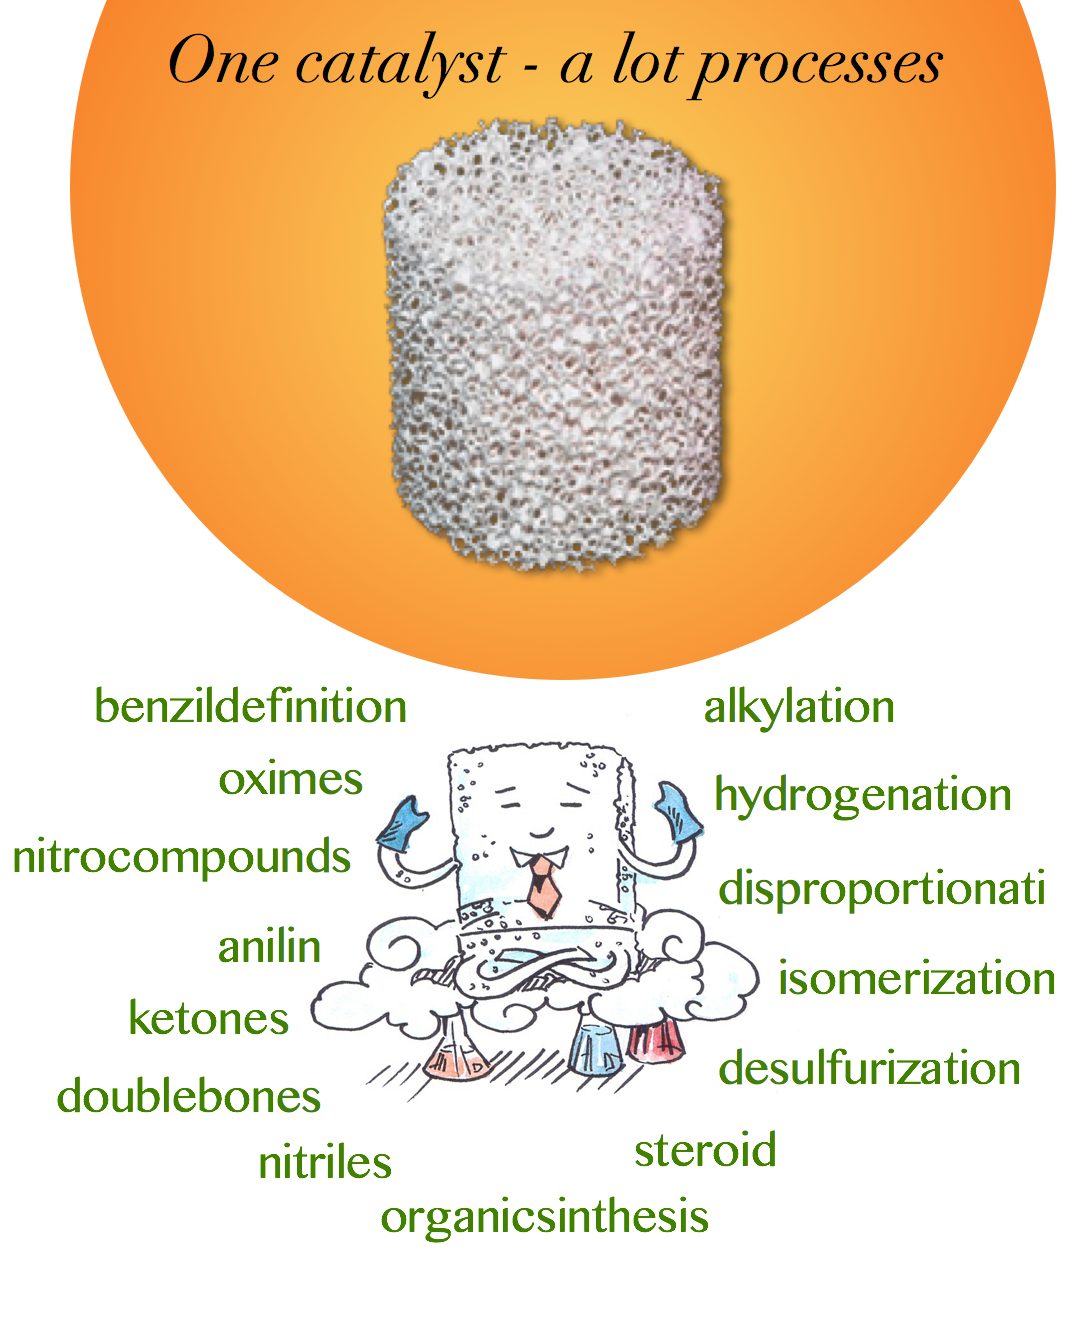 One catalyst - a lot processes
benzildefinition
alkylation
oximes
hydrogenation
nitrocompounds
disproportionati
anilin
isomerization
ketones
desulfurization
doublebones
nitriles
steroid
organicsinthesis